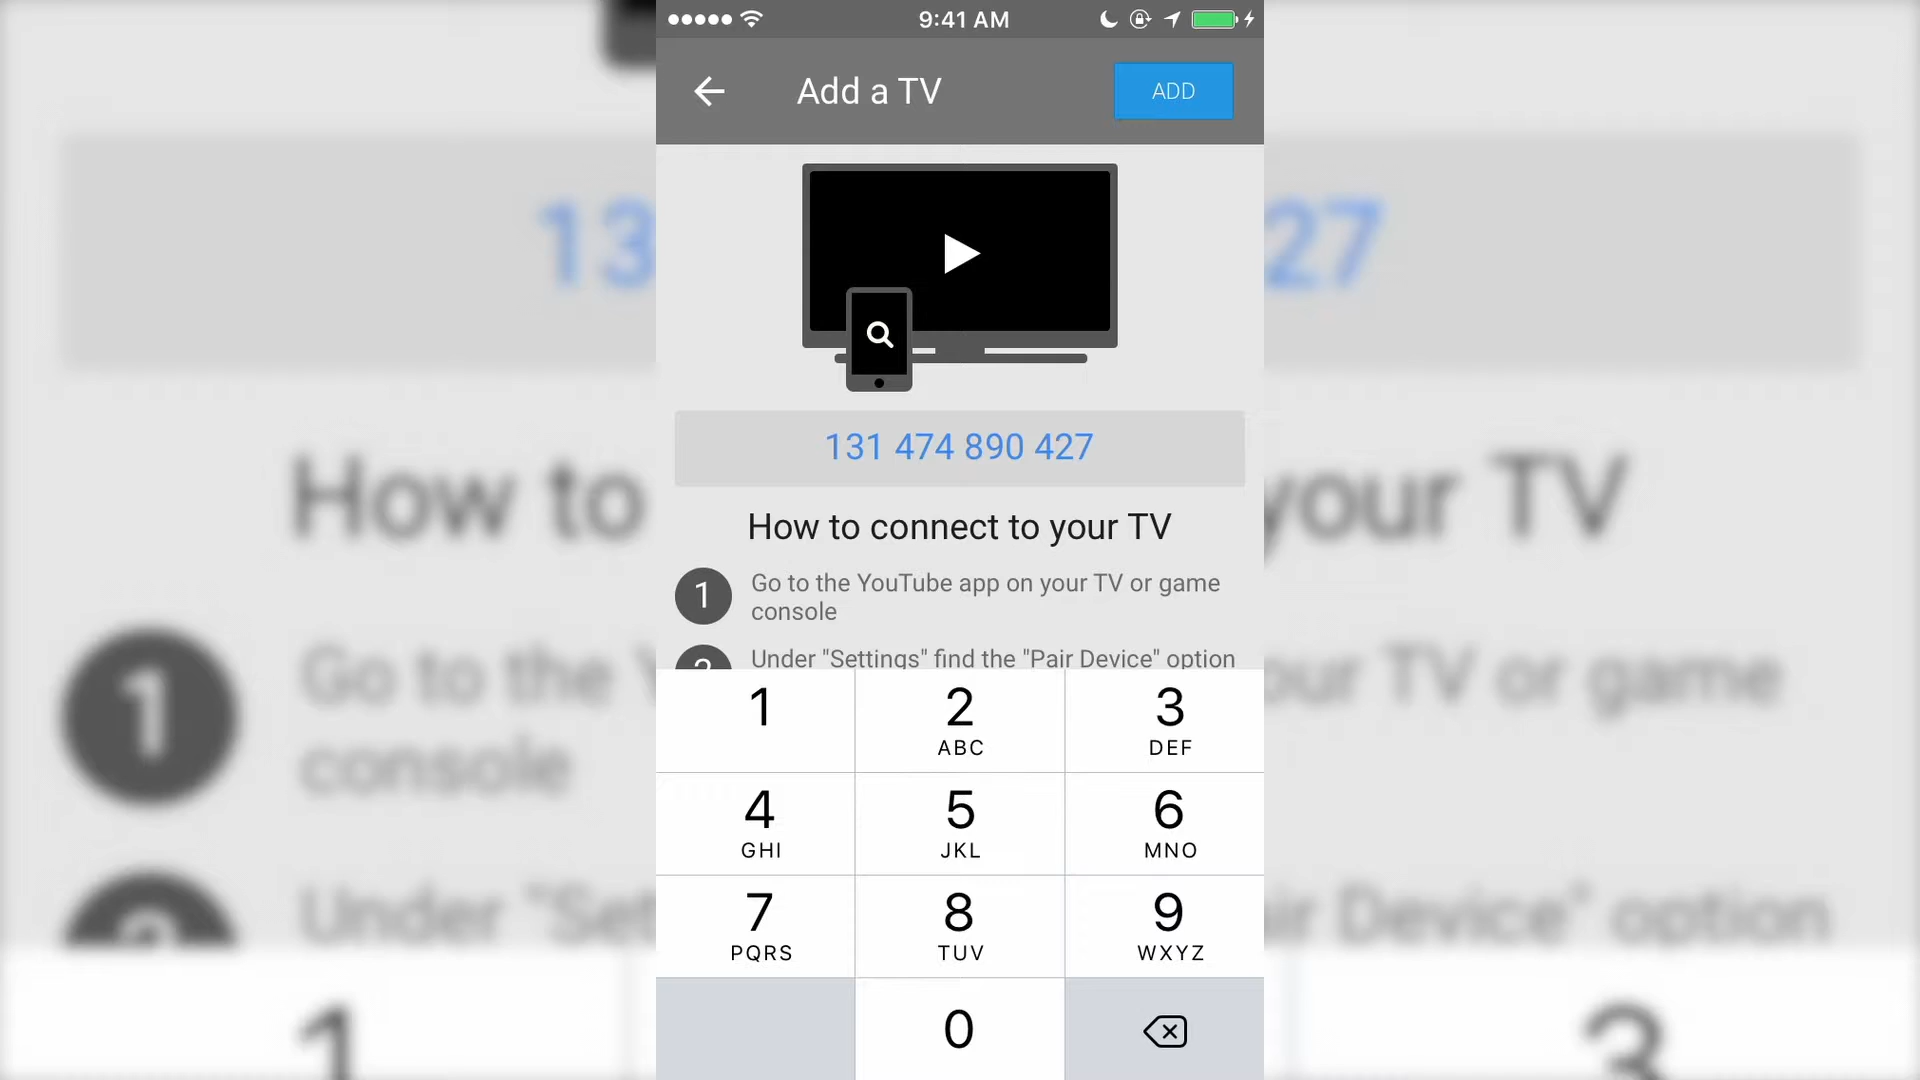 9:41 AM
Add a TV
ADD
131 474 890 427
How to connect to your TV
1
Go to the YouTube app on your TV or game
console
2
Under "Settings" find the "Pair Device" option
1
2
ABC
3
DEF
4
GHI
5
JKL
6
MNO
7
PQRS
8
TUV
9
WXYZ
0
13
27
How to
your TV
1
Go to the
our TV or game
console
Under "Set
ir Device" option
1
3